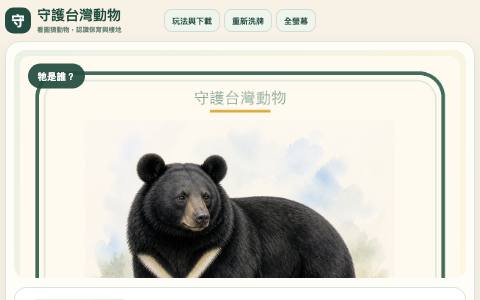 守
守護台灣動物
看圖猜動物，認識保育與棲地
玩法與下載
重新洗牌
全螢幕
牠是誰？
守護台灣動物